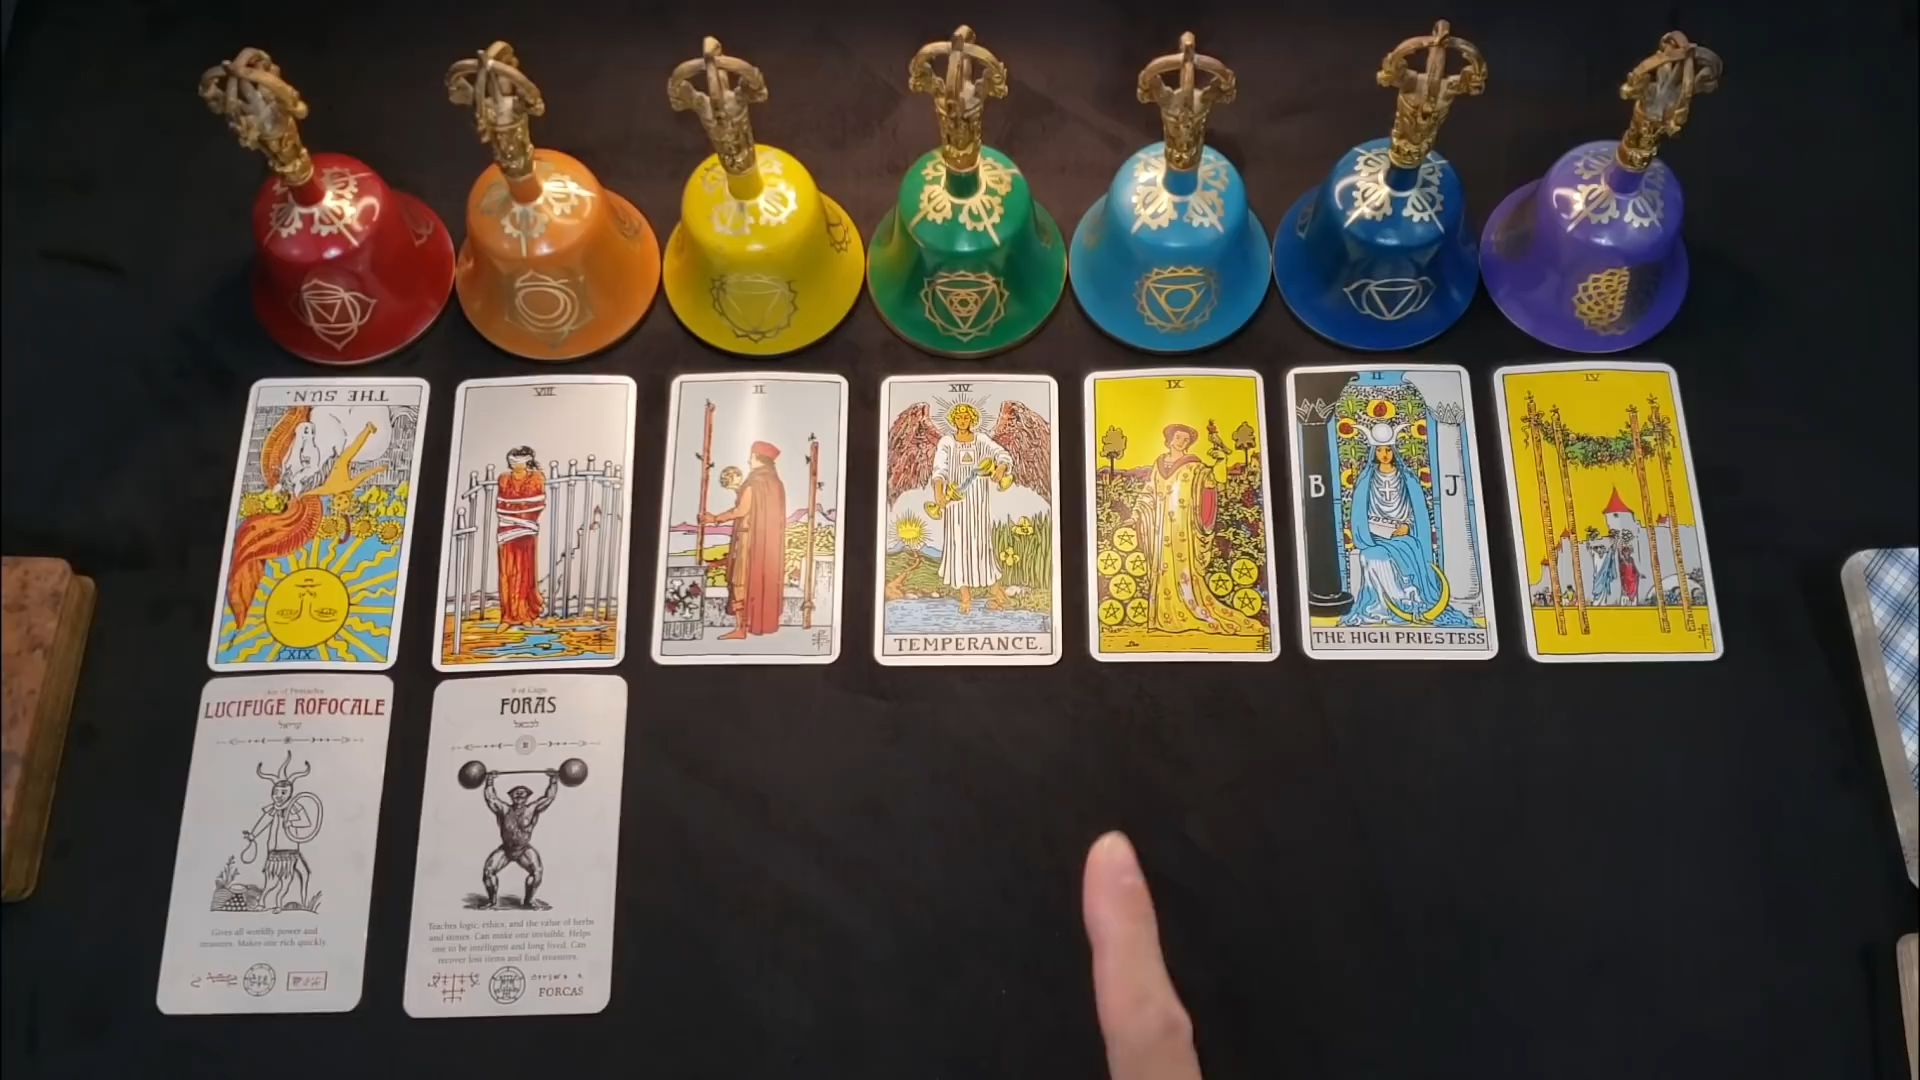 THE SUN.
VIII
II
XIV
IX
II
IV
B
J
XIX
TEMPERANCE.
THE HIGH PRIESTESS
Ace of Pentacles
LUCIFUGE ROFOCALE
Gives all worldly power and
treasures. Makes one rich quickly
9 of Cups
FORAS
Teaches logic, ethics, and the value of herbs
and stones. Can make one invisible. Helps
one to be intelligent and long lived. Can
recover lost items and find treasures.
FORCAS